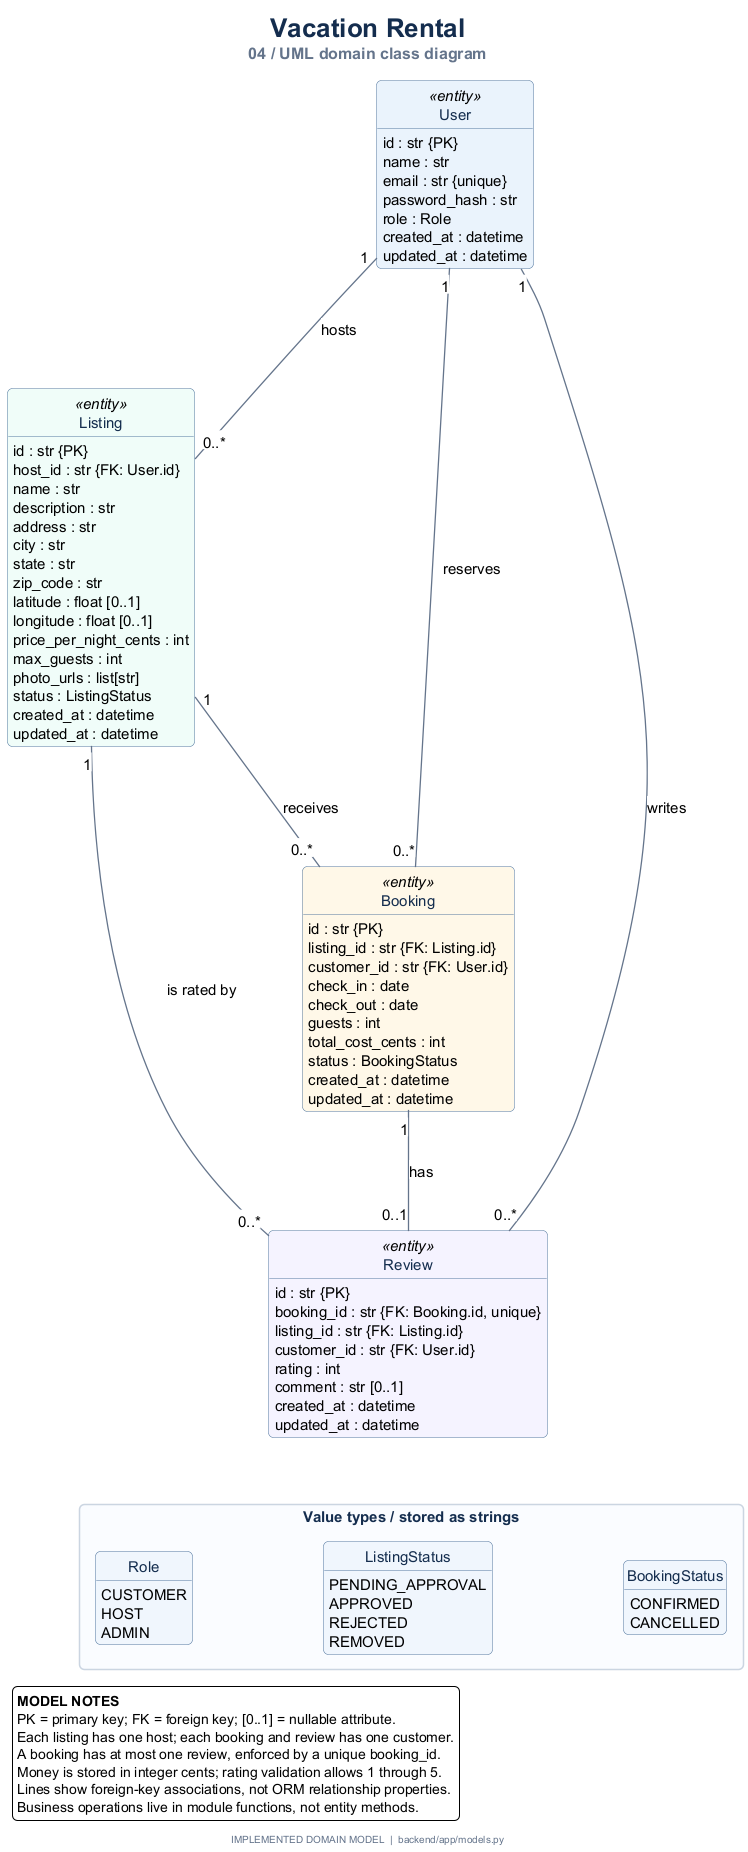 Vacation Rental
04 / UML domain class diagram
«entity»
User
id : str {PK}
name : str
email : str {unique}
password_hash : str
role : Role
created_at : datetime
updated_at : datetime
1
1
1
hosts
0..*
«entity»
Listing
id : str {PK}
host_id : str {FK: User.id}
name : str
description : str
address : str
city : str
state : str
zip_code : str
latitude : float [0..1]
longitude : float [0..1]
price_per_night_cents : int
max_guests : int
photo_urls : list[str]
status : ListingStatus
created_at : datetime
updated_at : datetime
reserves
1
1
receives
writes
0..*
0..*
«entity»
Booking
id : str {PK}
listing_id : str {FK: Listing.id}
customer_id : str {FK: User.id}
check_in : date
check_out : date
guests : int
total_cost_cents : int
status : BookingStatus
created_at : datetime
updated_at : datetime
is rated by
1
has
0..*
0..1
0..*
«entity»
Review
id : str {PK}
booking_id : str {FK: Booking.id, unique}
listing_id : str {FK: Listing.id}
customer_id : str {FK: User.id}
rating : int
comment : str [0..1]
created_at : datetime
updated_at : datetime
Value types / stored as strings
Role
CUSTOMER
HOST
ADMIN
ListingStatus
PENDING_APPROVAL
APPROVED
REJECTED
REMOVED
BookingStatus
CONFIRMED
CANCELLED
MODEL NOTES
PK = primary key; FK = foreign key; [0..1] = nullable attribute.
Each listing has one host; each booking and review has one customer.
A booking has at most one review, enforced by a unique booking_id.
Money is stored in integer cents; rating validation allows 1 through 5.
Lines show foreign-key associations, not ORM relationship properties.
Business operations live in module functions, not entity methods.
IMPLEMENTED DOMAIN MODEL | backend/app/models.py